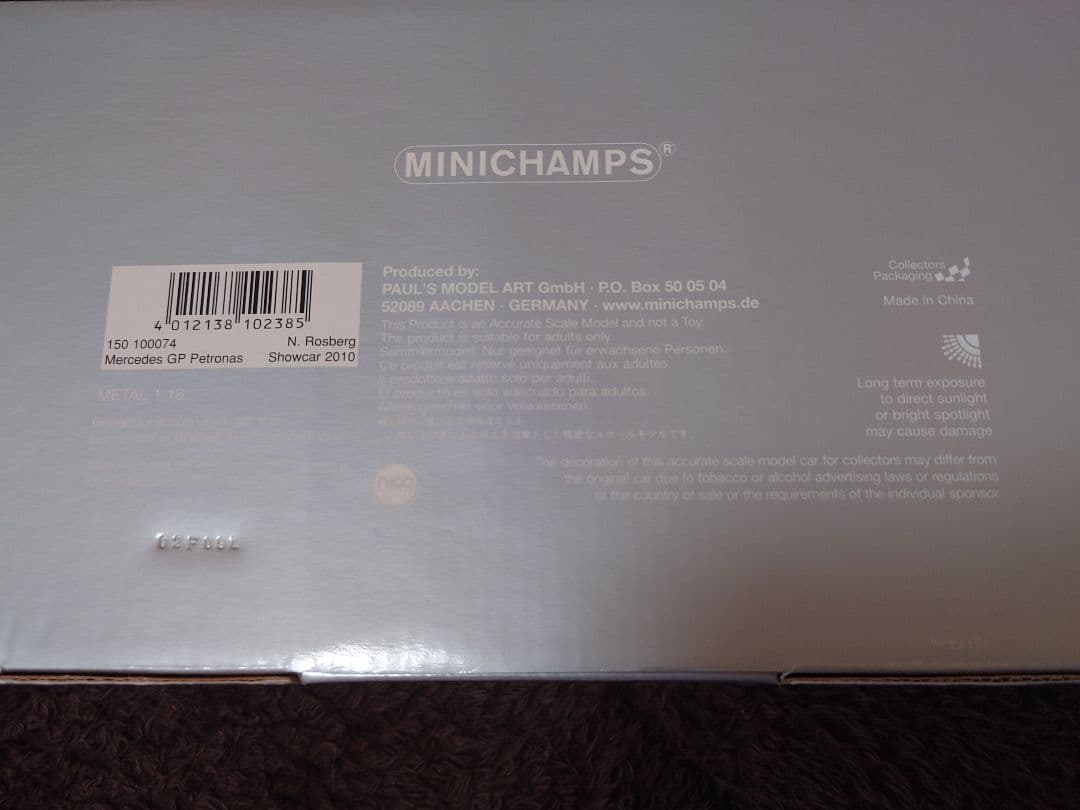 MINICHAMPS®
4 012138 102385
150 100074 N. Rosberg
Mercedes GP Petronas Showcar 2010
METAL 1:18
Produced by:
PAUL'S MODEL ART GmbH · P.O. Box 50 05 04
52089 AACHEN · GERMANY · www.minichamps.de
This Product is an Accurate Scale Model and not a Toy.
The product is suitable for adults only.
Sammlermodell. Nur geeignet für erwachsene Personen.
Ce produit est réservé uniquement aux adultes.
Il prodotto è adatto solo per adulti.
El producto es solo adecuado para adultos.
Alleen geschikt voor volwassenen.
nico
Collectors
Packaging
Made in China
Long term exposure
to direct sunlight
or bright spotlight
may cause damage
The decoration of this accurate scale model car for collectors may differ from
the original car due to tobacco or alcohol advertising laws or regulations
of the country of sale or the requirements of the individual sponsor